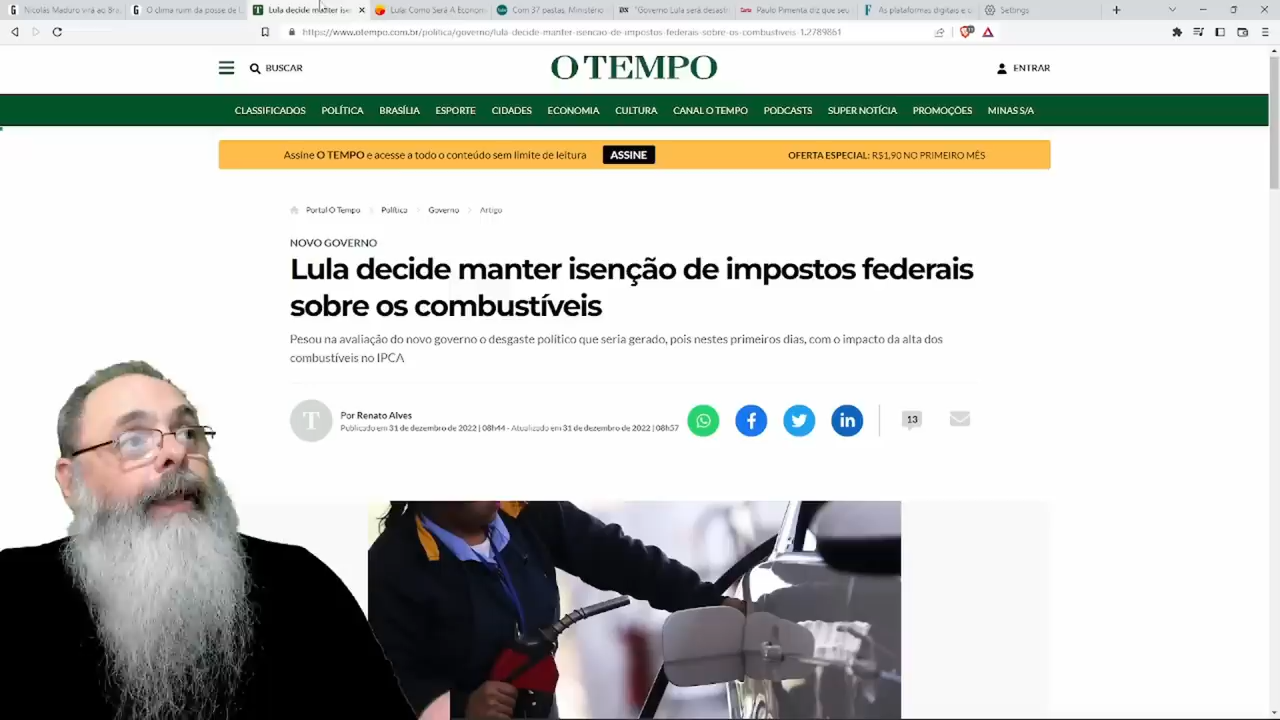 Nicolás Maduro virá ao Bra
O clima ruim da posse de L
Lula decide manter ise
Lula: Como Será A Econom
Com 37 pastas, Ministério
"Governo Lula será desast
Paulo Pimenta diz que seu
As plataformas digitais e o
Settings
https://www.otempo.com.br/politica/governo/lula-decide-manter-isencao-de-impostos-federais-sobre-os-combustiveis-1.2789861
BUSCAR
O TEMPO
ENTRAR
CLASSIFICADOS POLÍTICA BRASÍLIA ESPORTE CIDADES ECONOMIA CULTURA CANAL O TEMPO PODCASTS SUPER NOTÍCIA PROMOÇÕES MINAS S/A
Assine O TEMPO e acesse a todo o conteúdo sem limite de leitura ASSINE OFERTA ESPECIAL: R$1,90 NO PRIMEIRO MÊS
Portal O Tempo Política Governo Artigo
NOVO GOVERNO
Lula decide manter isenção de impostos federais
sobre os combustíveis
Pesou na avaliação do novo governo o desgaste político que seria gerado, pois nestes primeiros dias, com o impacto da alta dos
combustíveis no IPCA
T
Por Renato Alves
Publicado em 31 de dezembro de 2022 | 08h44 - Atualizado em 31 de dezembro de 2022 | 08h57
13